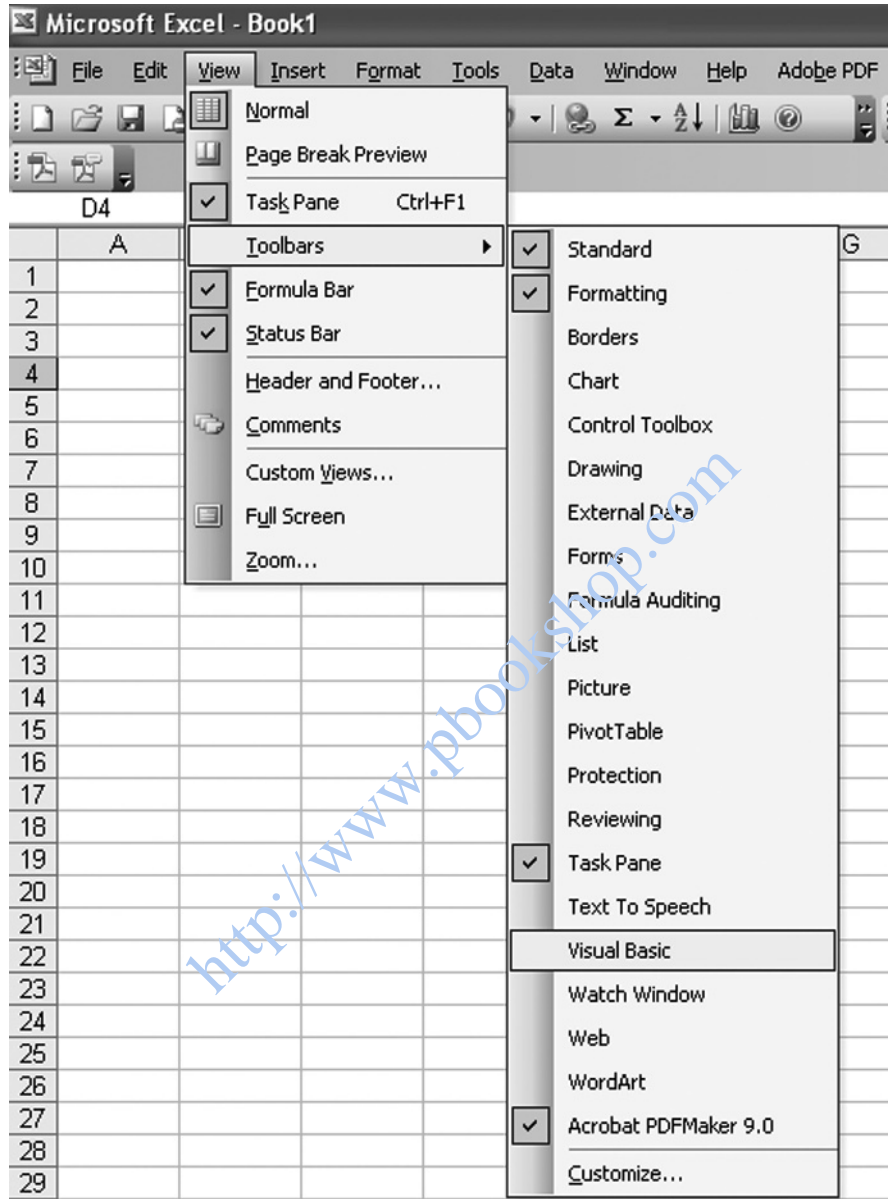 Microsoft Excel - Book1
File Edit View Insert Format Tools Data Window Help Adobe PDF
D4
A G
Normal
Page Break Preview
Task Pane Ctrl+F1
Toolbars
Formula Bar
Status Bar
Header and Footer...
Comments
Custom Views...
Full Screen
Zoom...
Standard
Formatting
Borders
Chart
Control Toolbox
Drawing
External Data
Forms
Formula Auditing
List
Picture
PivotTable
Protection
Reviewing
Task Pane
Text To Speech
Visual Basic
Watch Window
Web
WordArt
Acrobat PDFMaker 9.0
Customize...
1
2
3
4
5
6
7
8
9
10
11
12
13
14
15
16
17
18
19
20
21
22
23
24
25
26
27
28
29
http://www.pbookshop.com